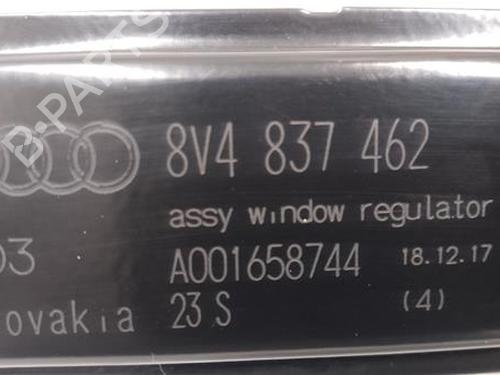 B-PARTS
8V4 837 462
assy window regulator
03 A001658744 18.12.17
ovakia 23 S (4)